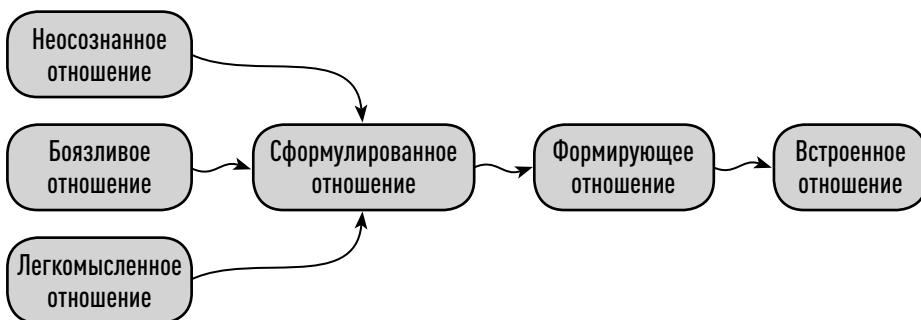 Неосознанное
отношение
Боязливое
отношение
Легкомысленное
отношение
Сформулированное
отношение
Формирующее
отношение
Встроенное
отношение